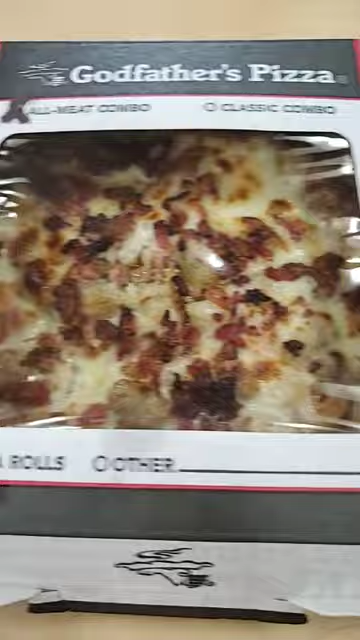 Godfather's Pizza®
ALL-MEAT COMBO O CLASSIC COMBO
A ROLLS O OTHER